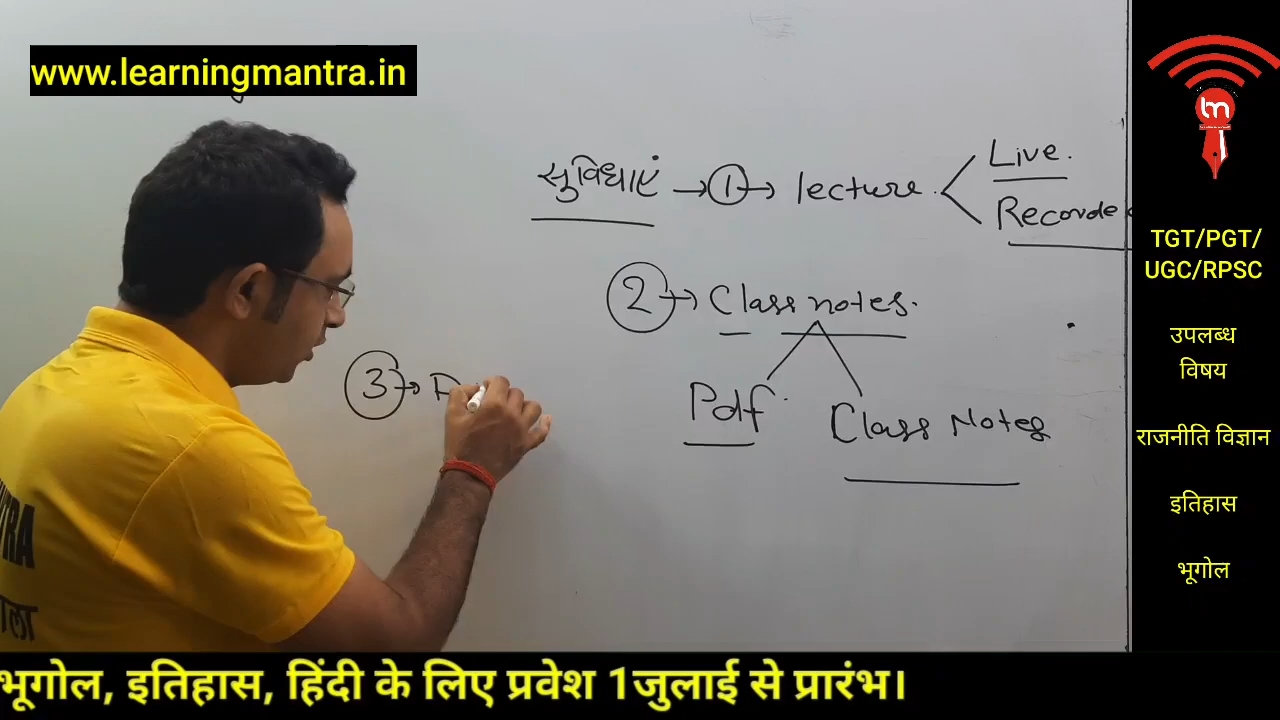 www.learningmantra.in
lm
TGT/PGT/
UGC/RPSC
उपलब्ध
विषय
राजनीति विज्ञान
इतिहास
भूगोल
सुविधाएं → 1 → lecture
Live.
Recorde
2 → Class notes.
Pdf
Class Notes
3 →
भूगोल, इतिहास, हिंदी के लिए प्रवेश 1जुलाई से प्रारंभ।